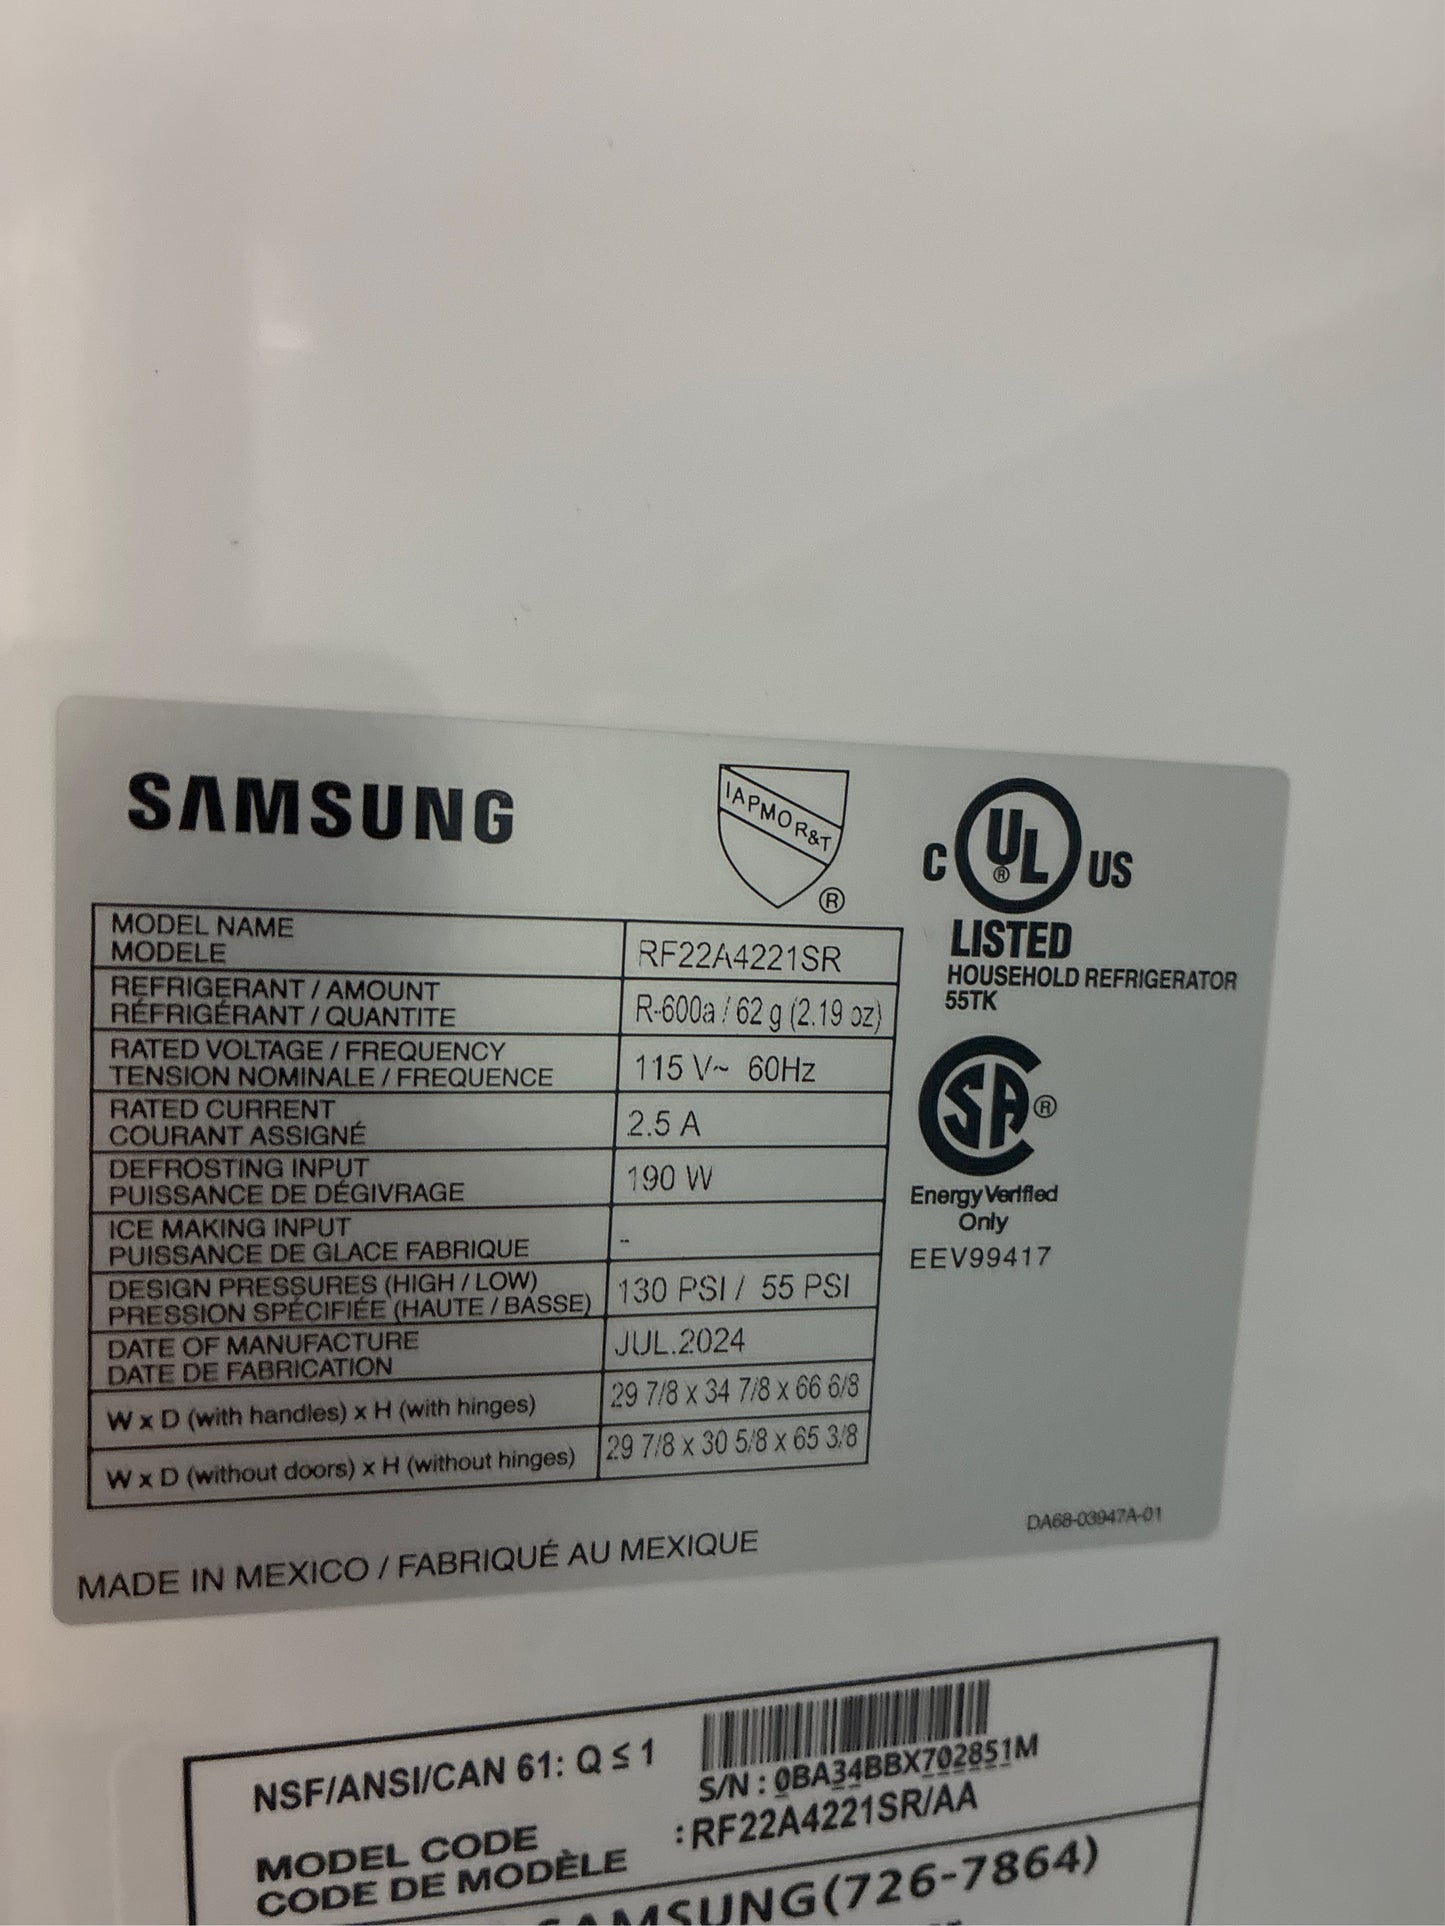 SAMSUNG
IAPMO R&T
®
C UL US
®
LISTED
HOUSEHOLD REFRIGERATOR
55TK
SA ®
Energy Verified
Only
EEV99417
MODEL NAME
MODELE
RF22A4221SR
REFRIGERANT / AMOUNT
RÉFRIGÉRANT / QUANTITE
R-600a / 62 g (2.19 oz)
RATED VOLTAGE / FREQUENCY
TENSION NOMINALE / FREQUENCE
115 V~ 60Hz
RATED CURRENT
COURANT ASSIGNÉ
2.5 A
DEFROSTING INPUT
PUISSANCE DE DÉGIVRAGE
190 W
ICE MAKING INPUT
PUISSANCE DE GLACE FABRIQUE
-
DESIGN PRESSURES (HIGH / LOW)
PRESSION SPÉCIFIÉE (HAUTE / BASSE)
130 PSI / 55 PSI
DATE OF MANUFACTURE
DATE DE FABRICATION
JUL.2024
W x D (with handles) x H (with hinges)
29 7/8 x 34 7/8 x 66 6/8
W x D (without doors) x H (without hinges)
29 7/8 x 30 5/8 x 65 3/8
DA68-03947A-01
MADE IN MEXICO / FABRIQUÉ AU MEXIQUE
NSF/ANSI/CAN 61: Q ≤ 1
S/N : 0BA34BBX702851M
MODEL CODE
CODE DE MODÈLE
:RF22A4221SR/AA
SAMSUNG(726-7864)